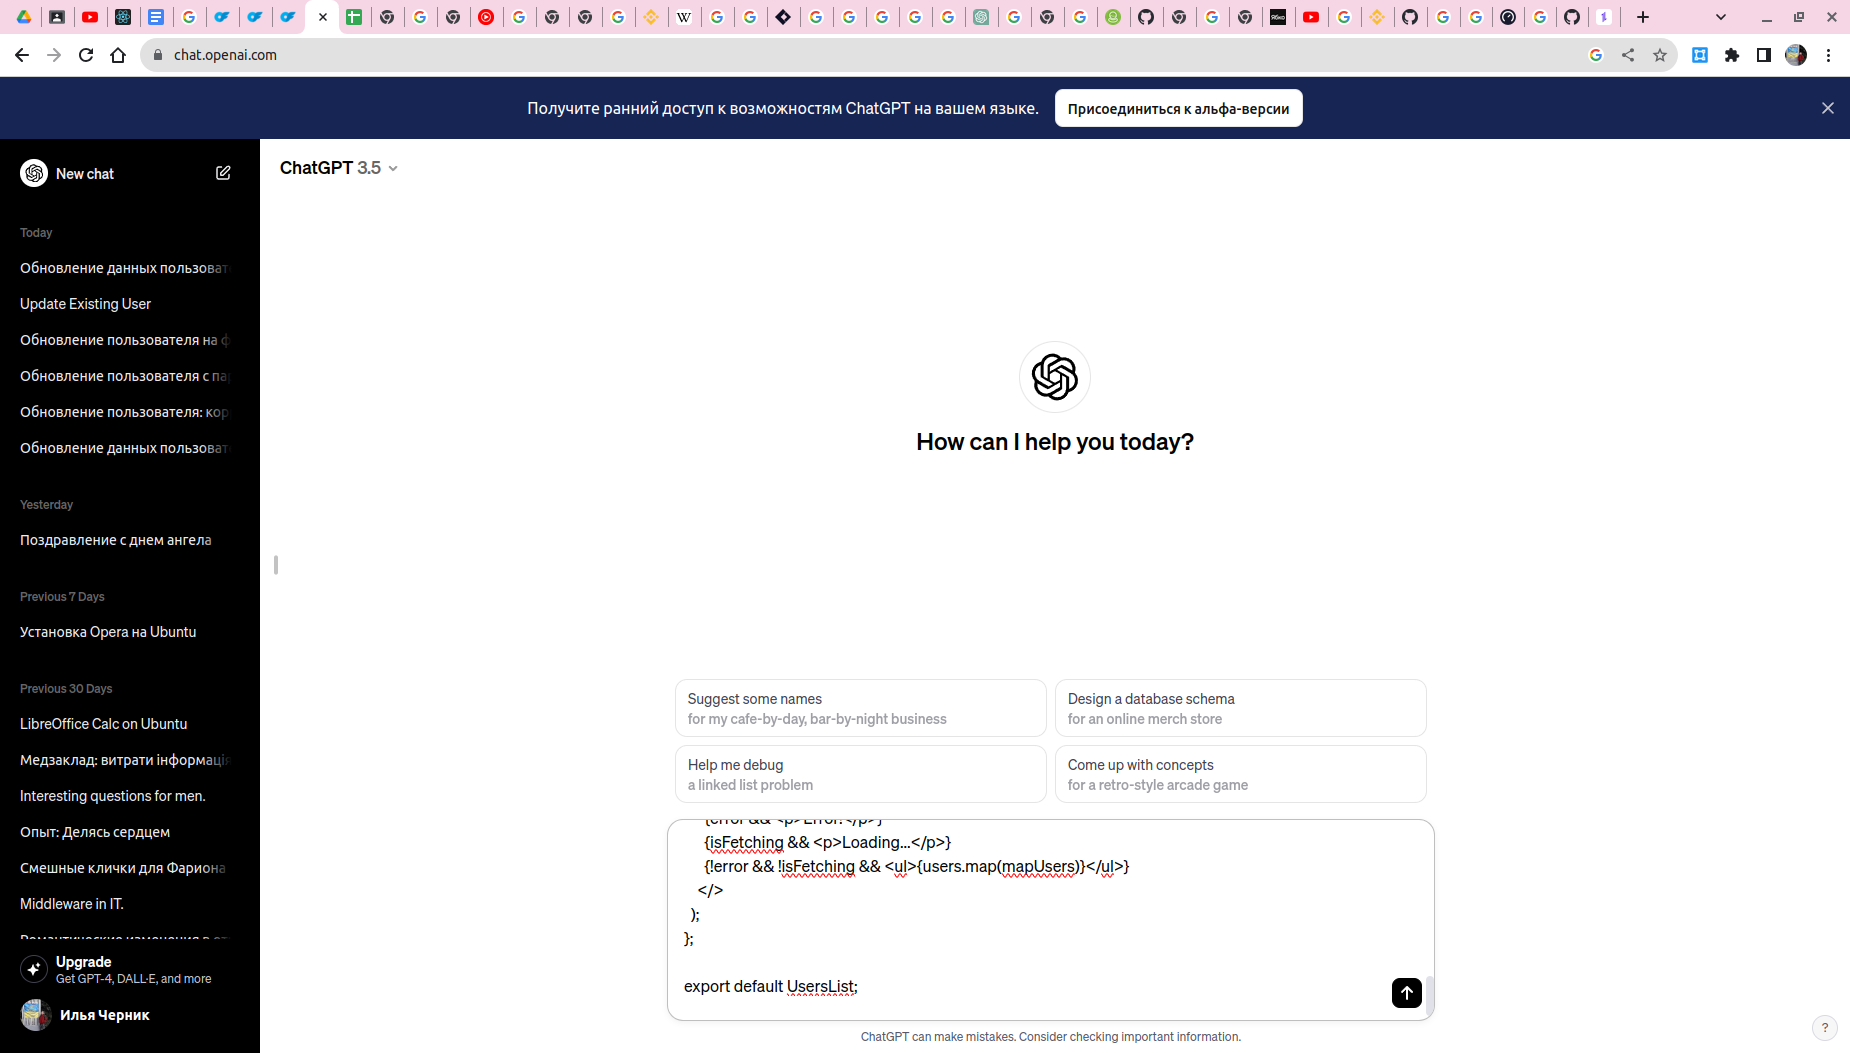 chat.openai.com
Получите ранний доступ к возможностям ChatGPT на вашем языке.
Присоединиться к альфа-версии
New chat
ChatGPT 3.5
Today
Обновление данных пользоват
Update Existing User
Обновление пользователя на ф
Обновление пользователя с па
Обновление пользователя: кор
Обновление данных пользоват
Yesterday
Поздравление с днем ангела
Previous 7 Days
Установка Opera на Ubuntu
Previous 30 Days
LibreOffice Calc on Ubuntu
Медзаклад: витрати інформаці
Interesting questions for men.
Опыт: Делясь сердцем
Смешные клички для Фариона
Middleware in IT.
Upgrade
Get GPT-4, DALL·E, and more
Илья Черник
How can I help you today?
Suggest some names
for my cafe-by-day, bar-by-night business
Design a database schema
for an online merch store
Help me debug
a linked list problem
Come up with concepts
for a retro-style arcade game
{error && <p>Error!</p>}
{isFetching && <p>Loading...</p>}
{!error && !isFetching && <ul>{users.map(mapUsers)}</ul>}
</>
);
};
export default UsersList;
ChatGPT can make mistakes. Consider checking important information.
?